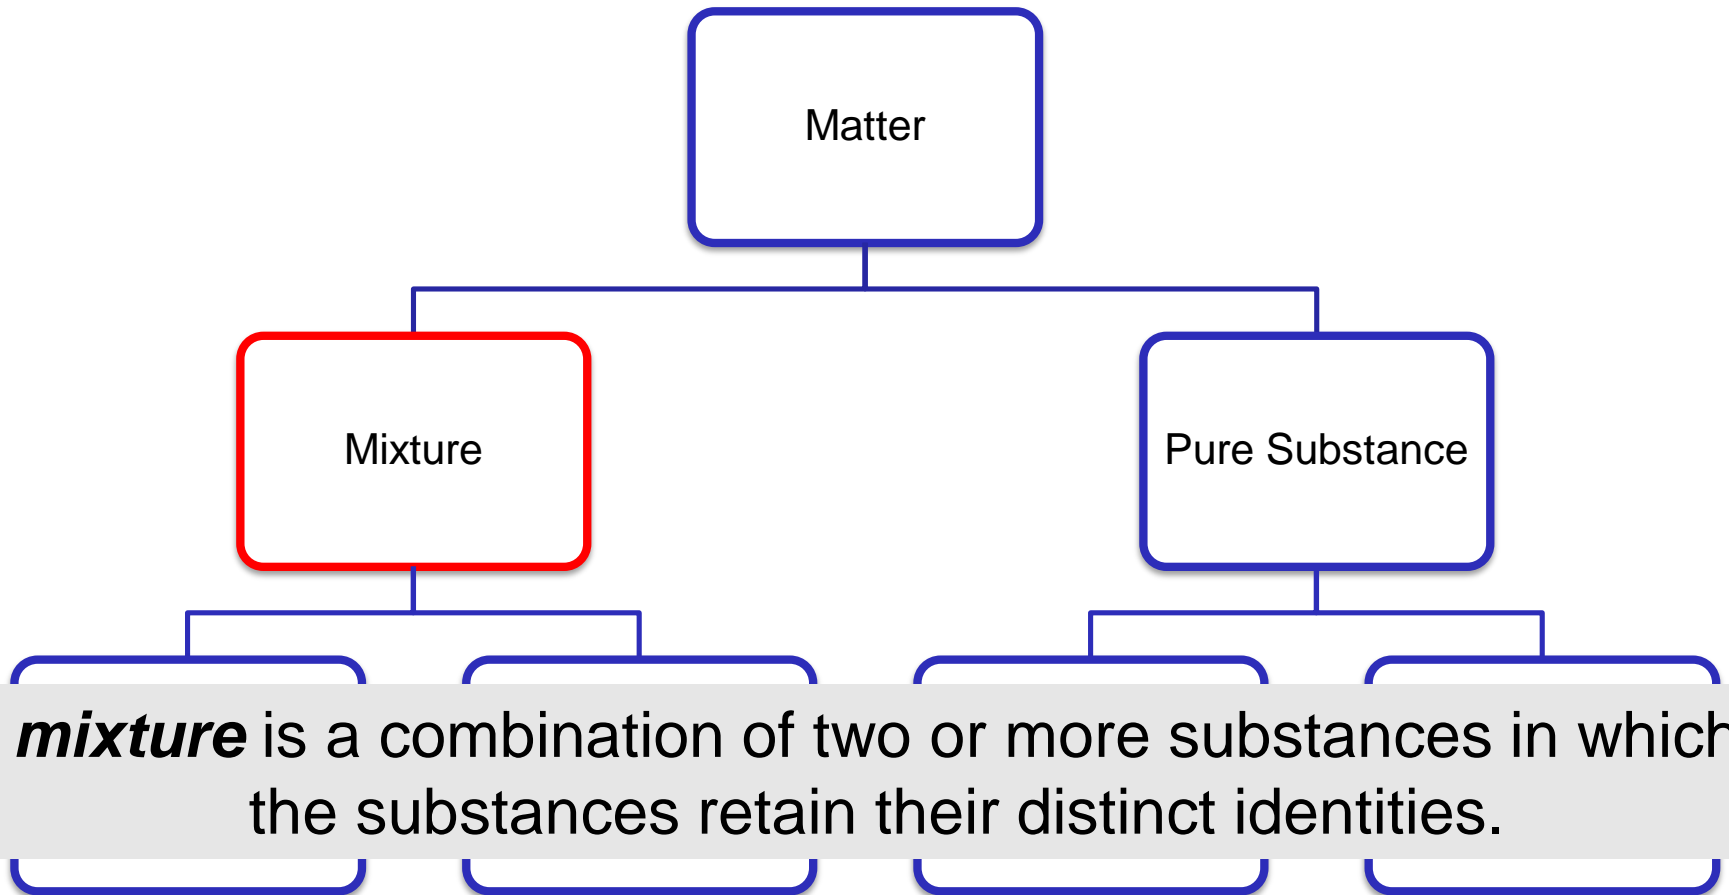 Matter
Mixture
Pure Substance
mixture is a combination of two or more substances in which
the substances retain their distinct identities.